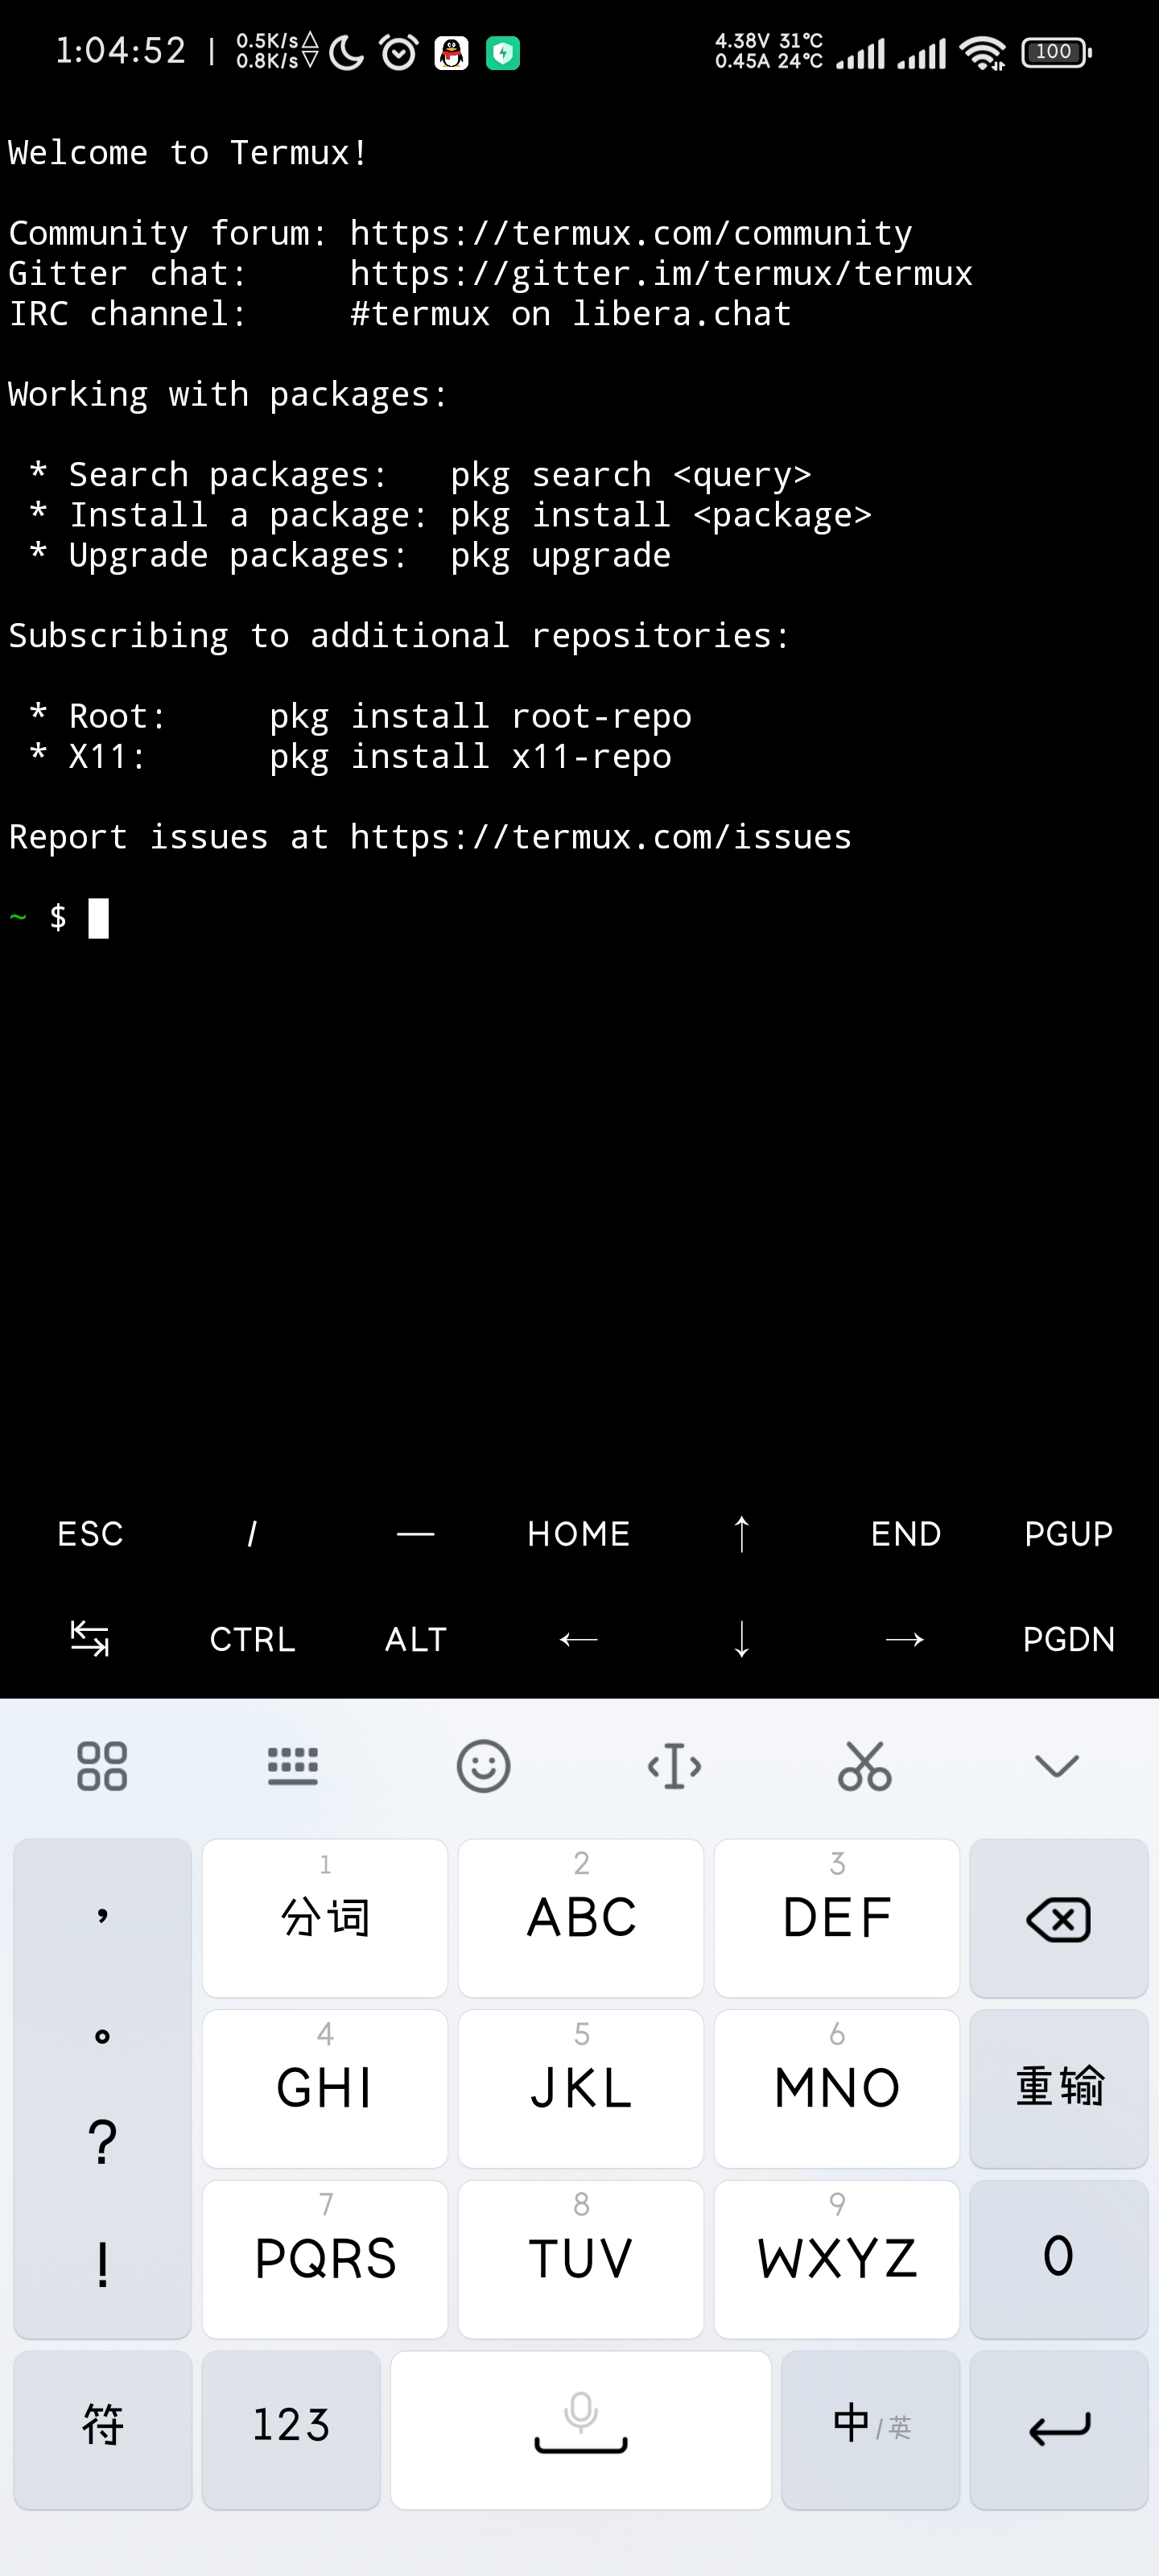 1:04:52 | 0.5K/s 4.38V 31°C
0.8K/s 0.45A 24°C 100
Welcome to Termux!
Community forum: https://termux.com/community
Gitter chat:     https://gitter.im/termux/termux
IRC channel:     #termux on libera.chat
Working with packages:
 * Search packages:   pkg search <query>
 * Install a package: pkg install <package>
 * Upgrade packages:  pkg upgrade
Subscribing to additional repositories:
 * Root:     pkg install root-repo
 * X11:      pkg install x11-repo
Report issues at https://termux.com/issues
~ $
ESC / — HOME ↑ END PGUP
↹ CTRL ALT ← ↓ → PGDN
, 1 2 3
分词 ABC DEF
。 4 5 6
GHI JKL MNO 重输
? 7 8 9
! PQRS TUV WXYZ 0
符 123 中/英